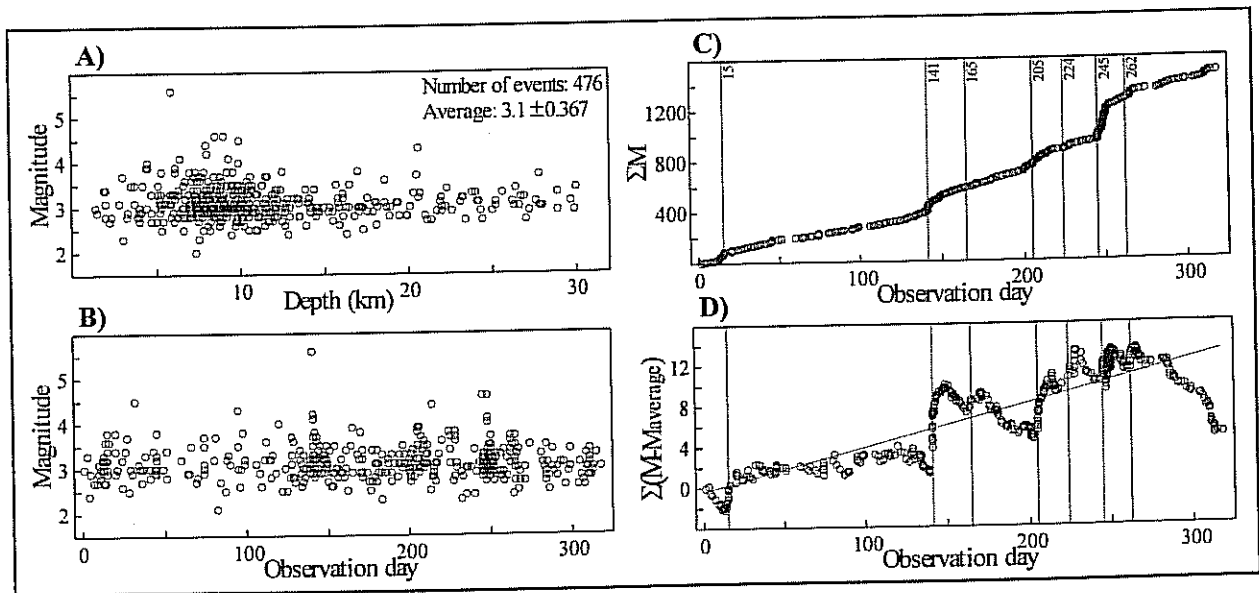 A)
Number of events: 476
Average: 3.1 ±0.367
Magnitude
5
4
3
2
10
20
30
Depth (km)
B)
Magnitude
5
4
3
2
0
100
200
300
Observation day
C)
15
141
165
205
224
245
262
ΣM
1200
800
400
0
100
200
300
Observation day
D)
Σ(M-Maverage)
12
8
4
0
0
100
200
300
Observation day